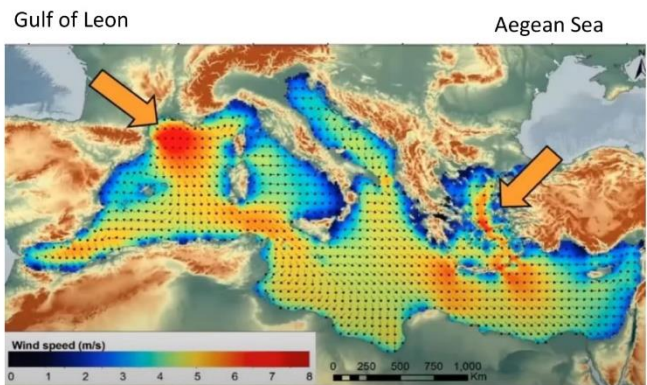 Gulf of Leon
Aegean Sea
Wind speed (m/s)
0 1 2 3 4 5 6 7 8
0 250 500 750 1,000
Km